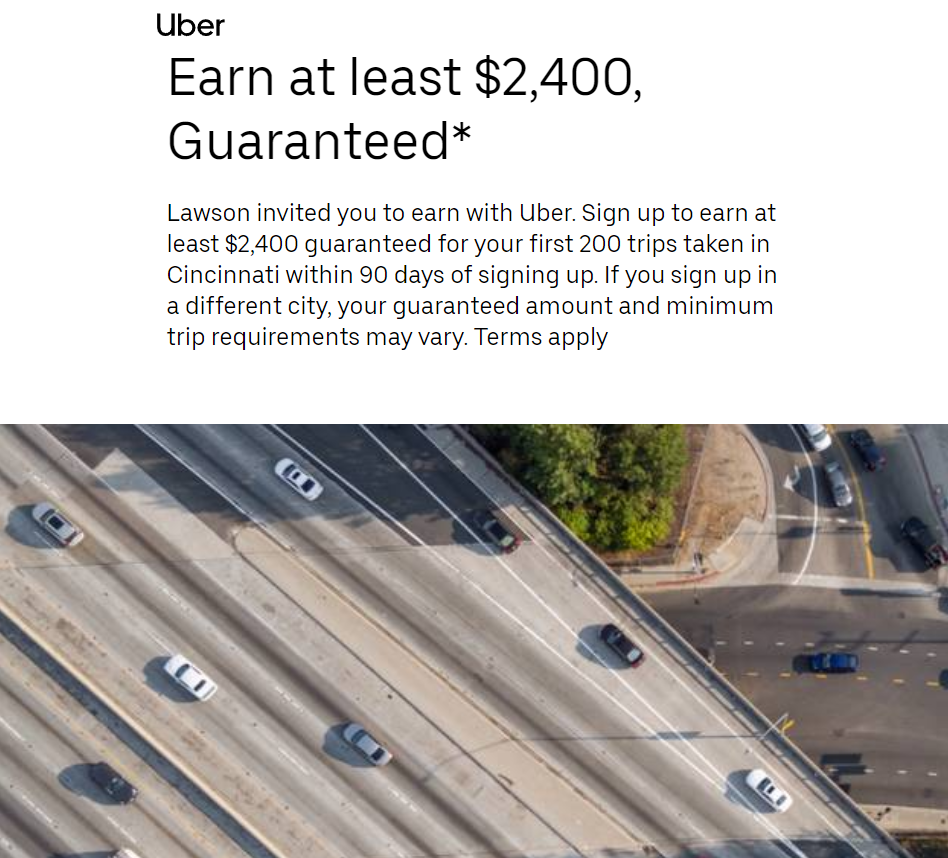 Uber
Earn at least $2,400,
Guaranteed*
Lawson invited you to earn with Uber. Sign up to earn at
least $2,400 guaranteed for your first 200 trips taken in
Cincinnati within 90 days of signing up. If you sign up in
a different city, your guaranteed amount and minimum
trip requirements may vary. Terms apply